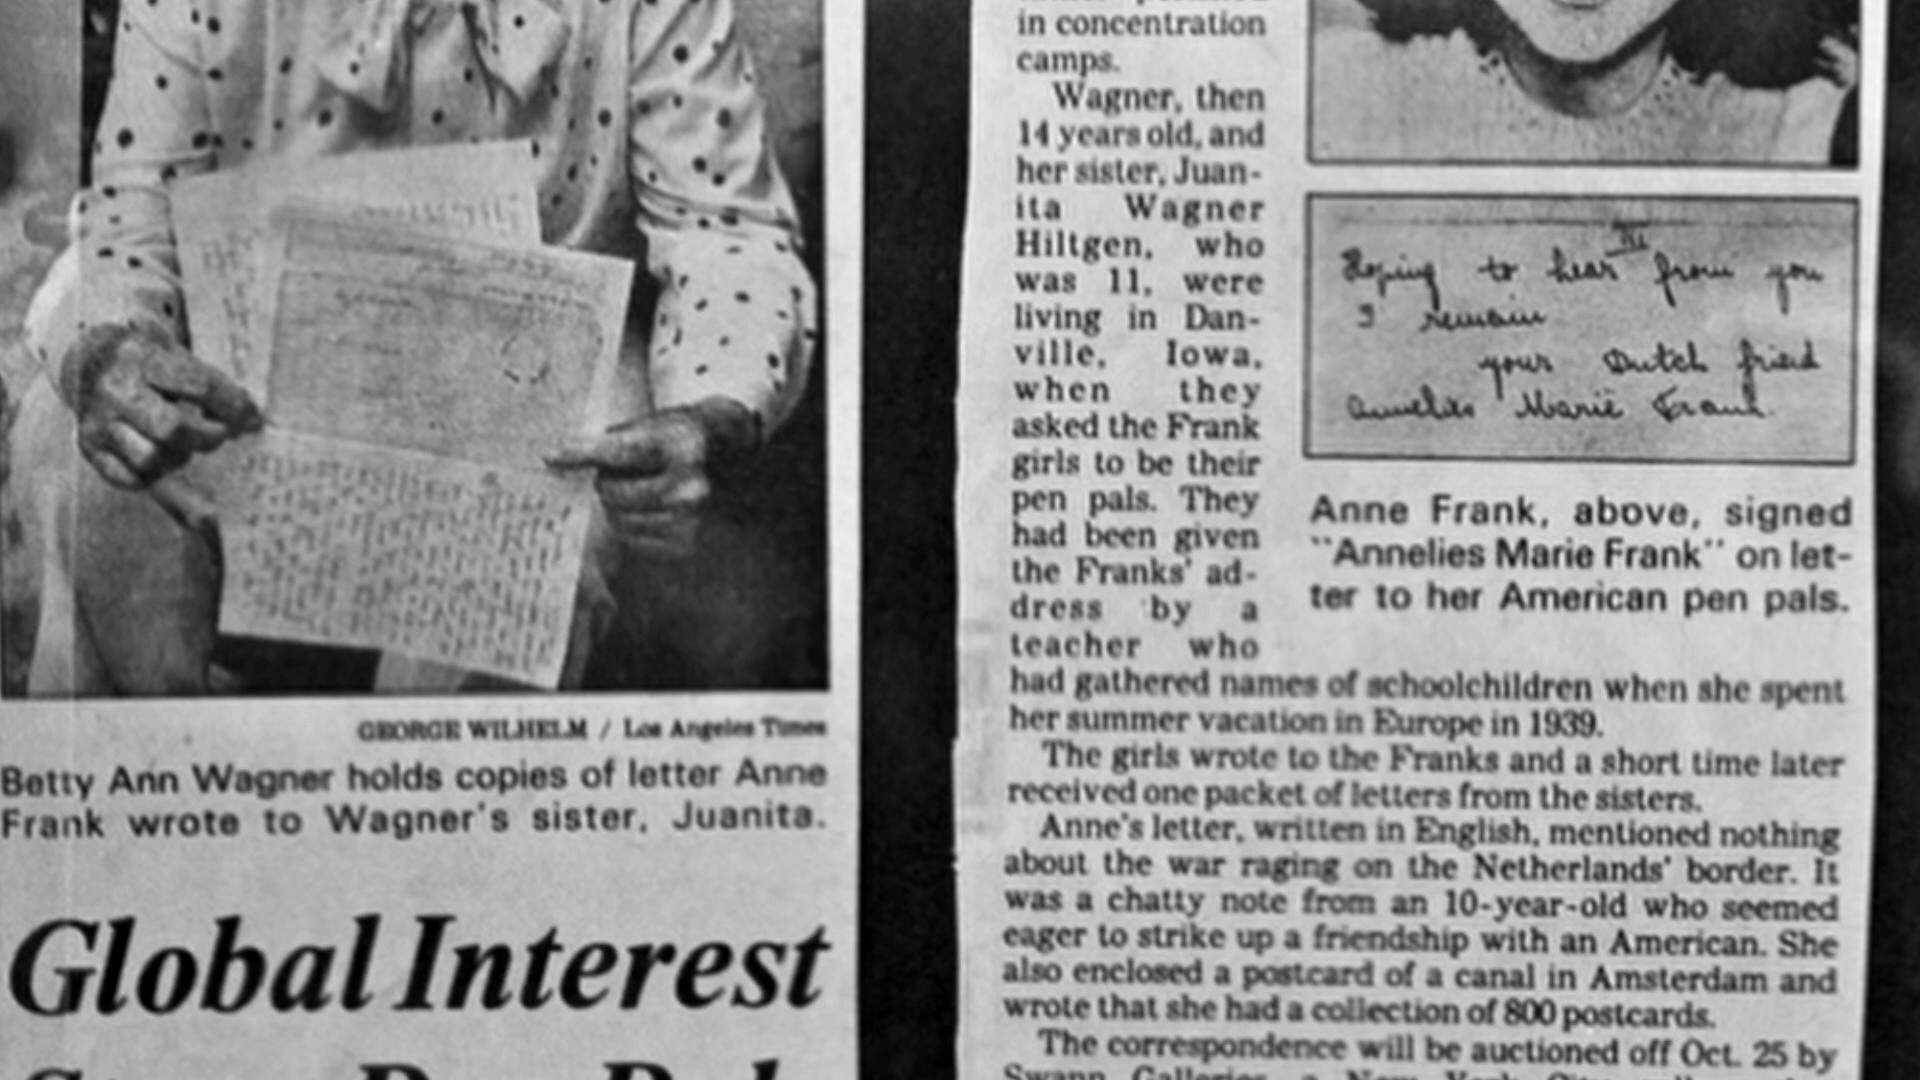 GEORGE WILHELM / Los Angeles Times
Betty Ann Wagner holds copies of letter Anne
Frank wrote to Wagner's sister, Juanita.
Global Interest
in concentration
camps.
Wagner, then
14 years old, and
her sister, Juan-
ita Wagner
Hiltgen, who
was 11, were
living in Dan-
ville, Iowa,
when they
asked the Frank
girls to be their
pen pals. They
had been given
the Franks' ad-
dress by a
teacher who
had gathered names of schoolchildren when she spent
her summer vacation in Europe in 1939.
The girls wrote to the Franks and a short time later
received one packet of letters from the sisters.
Anne's letter, written in English, mentioned nothing
about the war raging on the Netherlands' border. It
was a chatty note from an 10-year-old who seemed
eager to strike up a friendship with an American. She
also enclosed a postcard of a canal in Amsterdam and
wrote that she had a collection of 800 postcards.
The correspondence will be auctioned off Oct. 25 by
Hoping to hear from you
I remain
your Dutch friend
Annelies Marie Frank.
Anne Frank, above, signed
"Annelies Marie Frank" on let-
ter to her American pen pals.